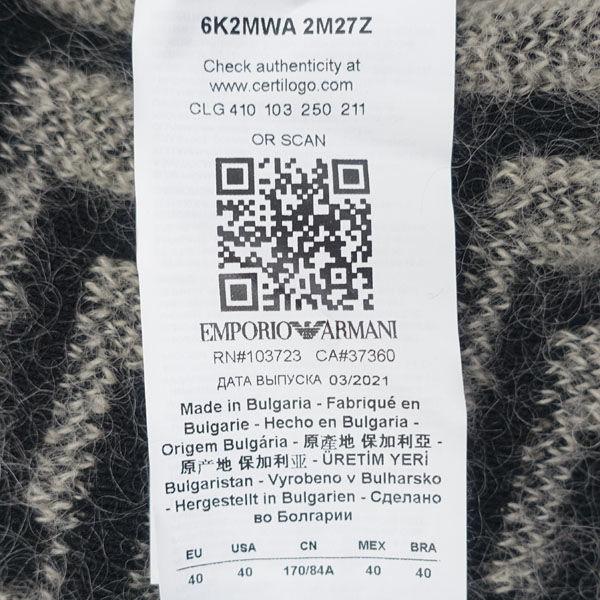 6K2MWA 2M27Z
Check authenticity at
www.certilogo.com
CLG 410 103 250 211
OR SCAN
EMPORIO ARMANI
RN#103723 CA#37360
ДАТА ВЫПУСКА 03/2021
Made in Bulgaria - Fabriqué en
Bulgarie - Hecho en Bulgaria -
Origem Bulgária - 原產地 保加利亞 -
原产地 保加利亚 - ÜRETİM YERİ
Bulgaristan - Vyrobeno v Bulharsko
- Hergestellt in Bulgarien - Сделано
во Болгарии
EU USA CN MEX BRA
40 40 170/84A 40 40